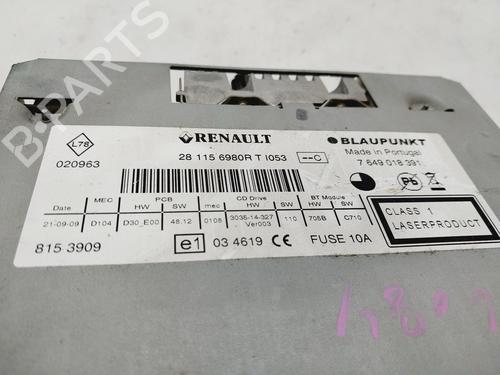 B-PARTS
L78
020963
RENAULT
28 115 6980R T I053
--C
BLAUPUNKT
Made in Portugal
7 649 018 391
Pb
Date MEC PCB HW SW mec CD Drive HW SW BT Module HW SW
21-09-09 D104 D30_E00 48.12 0108 3035-14-327 Ver003 110 705B C710
815 3909
e1
03 4619 CE
FUSE 10A
CLASS 1
LASERPRODUCT